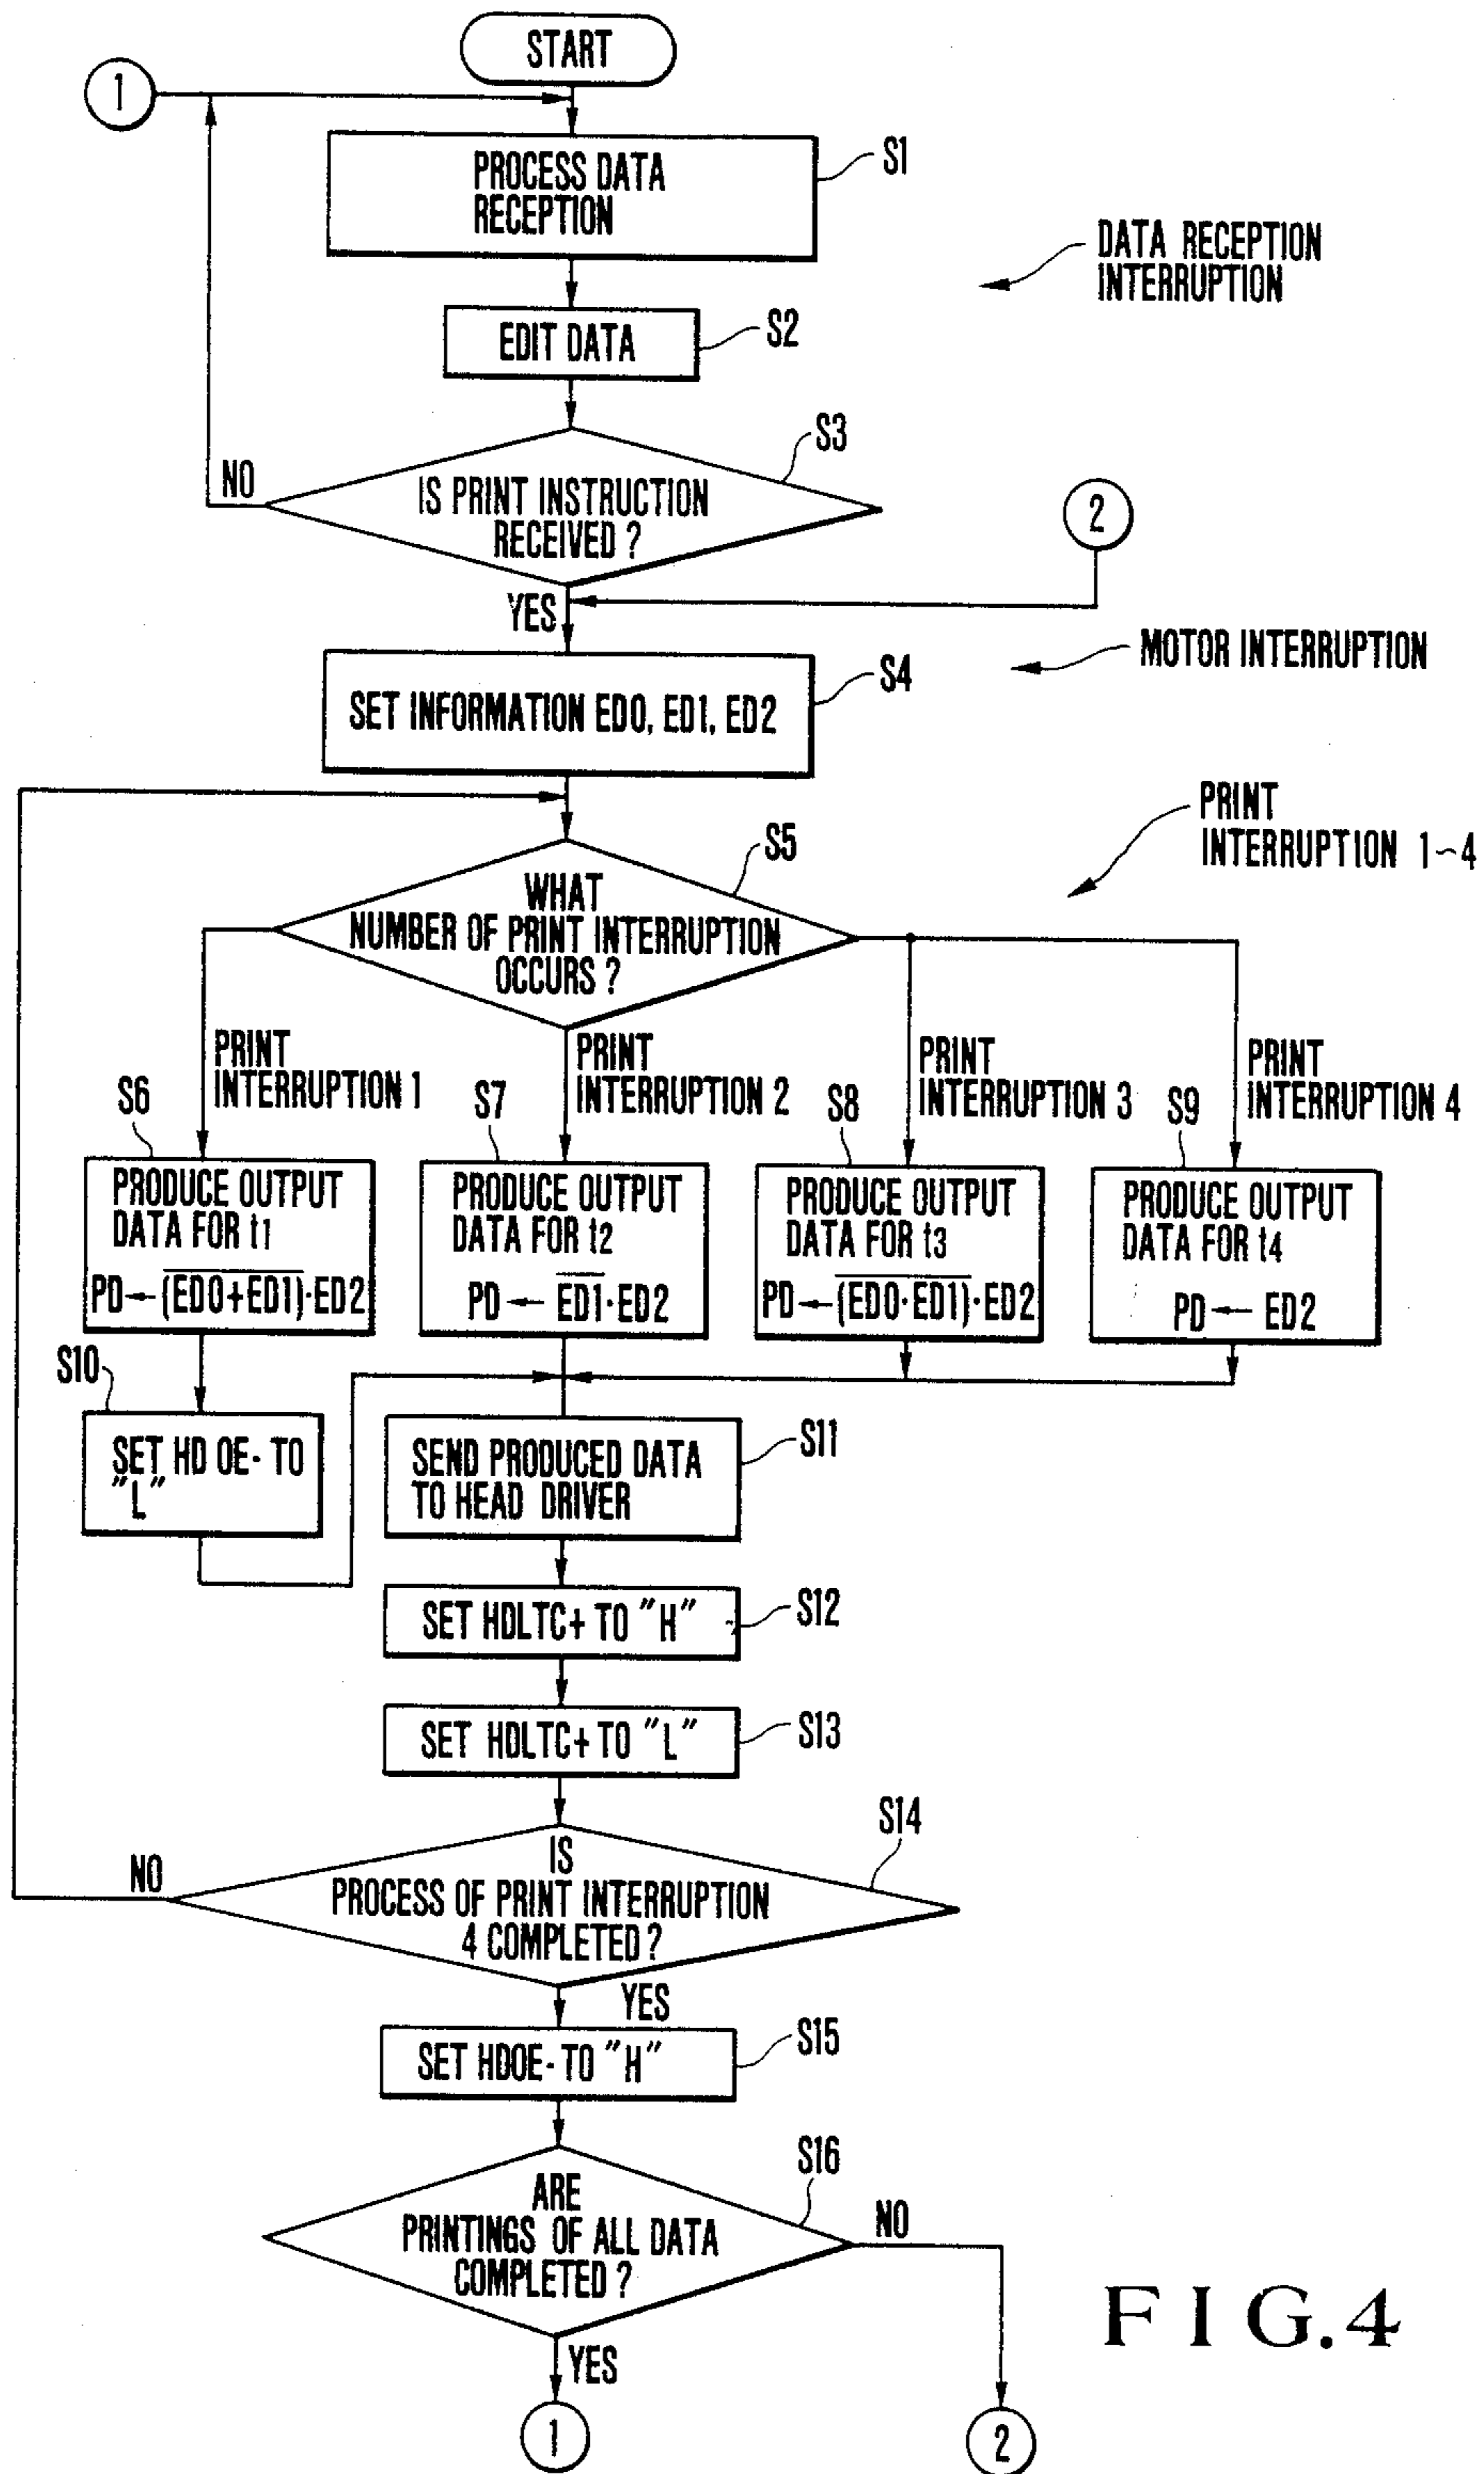 START
1
PROCESS DATA
RECEPTION
S1
DATA RECEPTION
INTERRUPTION
EDIT DATA
S2
S3
NO
IS PRINT INSTRUCTION
RECEIVED ?
2
YES
MOTOR INTERRUPTION
S4
SET INFORMATION ED0, ED1, ED2
PRINT
INTERRUPTION 1~4
S5
WHAT
NUMBER OF PRINT INTERRUPTION
OCCURS ?
PRINT
INTERRUPTION 1
PRINT
INTERRUPTION 2
PRINT
INTERRUPTION 3
PRINT
INTERRUPTION 4
S6
S7
S8
S9
PRODUCE OUTPUT
DATA FOR t1
PD←(̅E̅D̅0̅+̅E̅D̅1̅)̅·ED2
PRODUCE OUTPUT
DATA FOR t2
PD ← E̅D̅1̅·ED2
PRODUCE OUTPUT
DATA FOR t3
PD←(̅E̅D̅0̅·̅E̅D̅1̅)̅·ED2
PRODUCE OUTPUT
DATA FOR t4
PD ← ED2
S10
SET HD OE- TO
"L"
S11
SEND PRODUCED DATA
TO HEAD DRIVER
SET HDLTC+ TO "H"
S12
SET HDLTC+ TO "L"
S13
S14
NO
IS
PROCESS OF PRINT INTERRUPTION
4 COMPLETED ?
YES
SET HDOE- TO "H"
S15
S16
ARE
PRINTINGS OF ALL DATA
COMPLETED ?
NO
YES
1
2
FIG.4